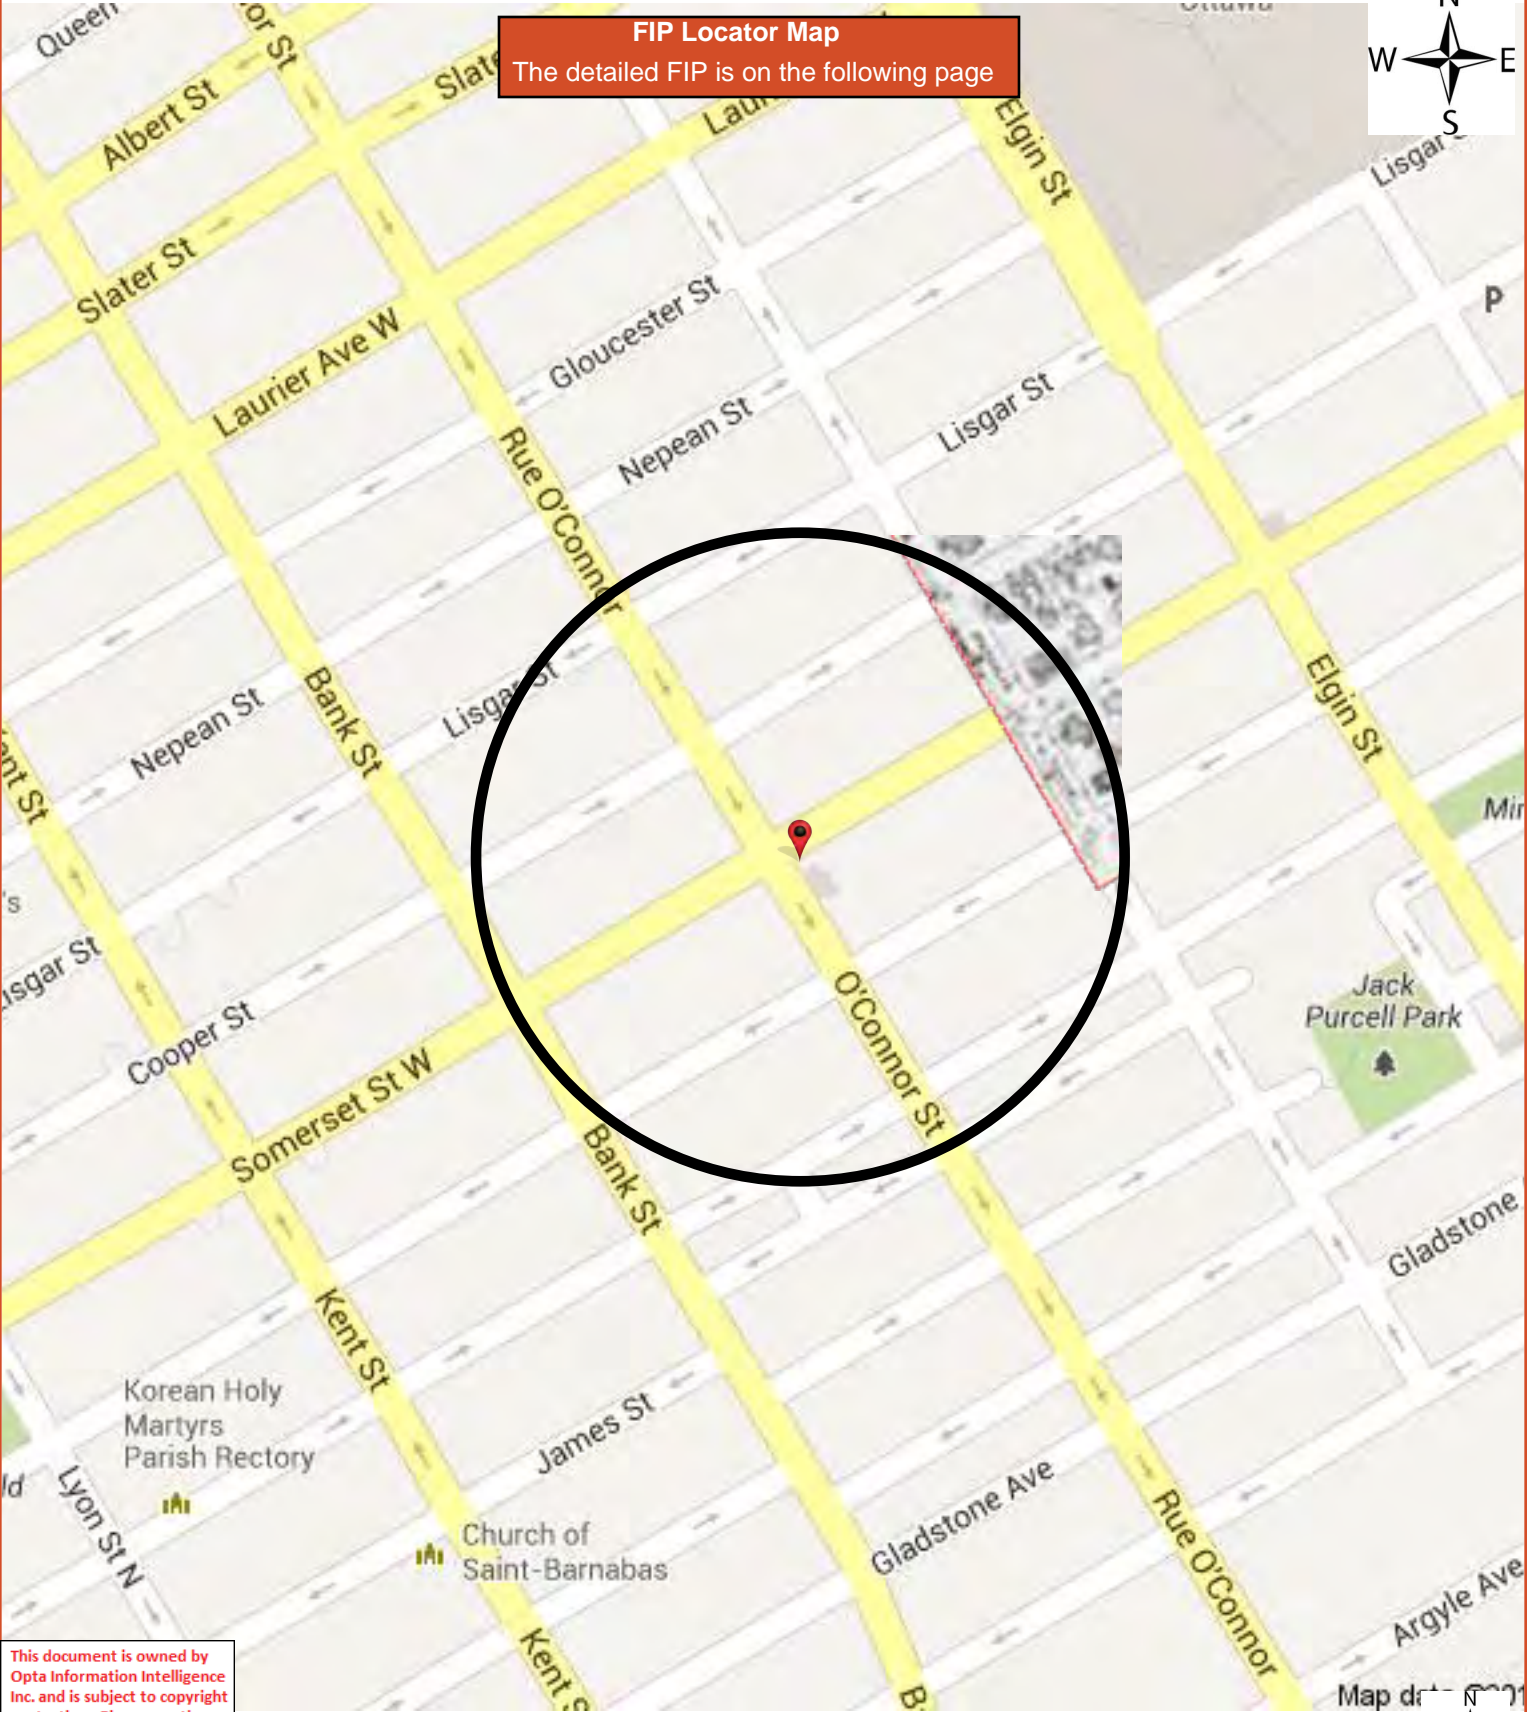 FIP Locator Map
The detailed FIP is on the following page
N
W E
S
Queen
Albert St
Slater St
Laurier Ave W
Elgin St
Lisgar
P
Gloucester St
Nepean St
Lisgar St
Rue O'Connor
Bank St
Lisgar St
Nepean St
Elgin St
Cooper St
Somerset St W
O'Connor St
Jack
Purcell Park
Bank St
Kent St
Gladstone
Korean Holy
Martyrs
Parish Rectory
James St
Lyon St N
Church of
Saint-Barnabas
Gladstone Ave
Rue O'Connor
Argyle Ave
Kent S
This document is owned by
Opta Information Intelligence
Inc. and is subject to copyright
Map da
N